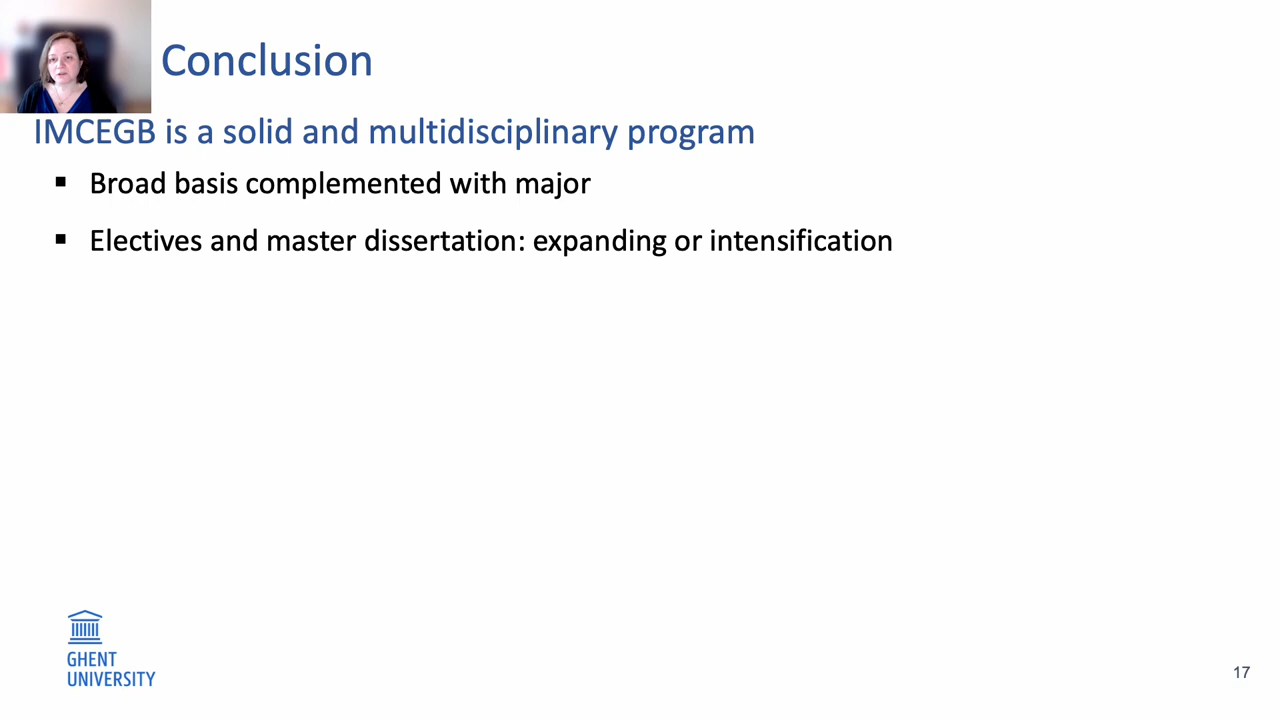 Conclusion
IMCEGB is a solid and multidisciplinary program
▪ Broad basis complemented with major
▪ Electives and master dissertation: expanding or intensification
GHENT
UNIVERSITY
17